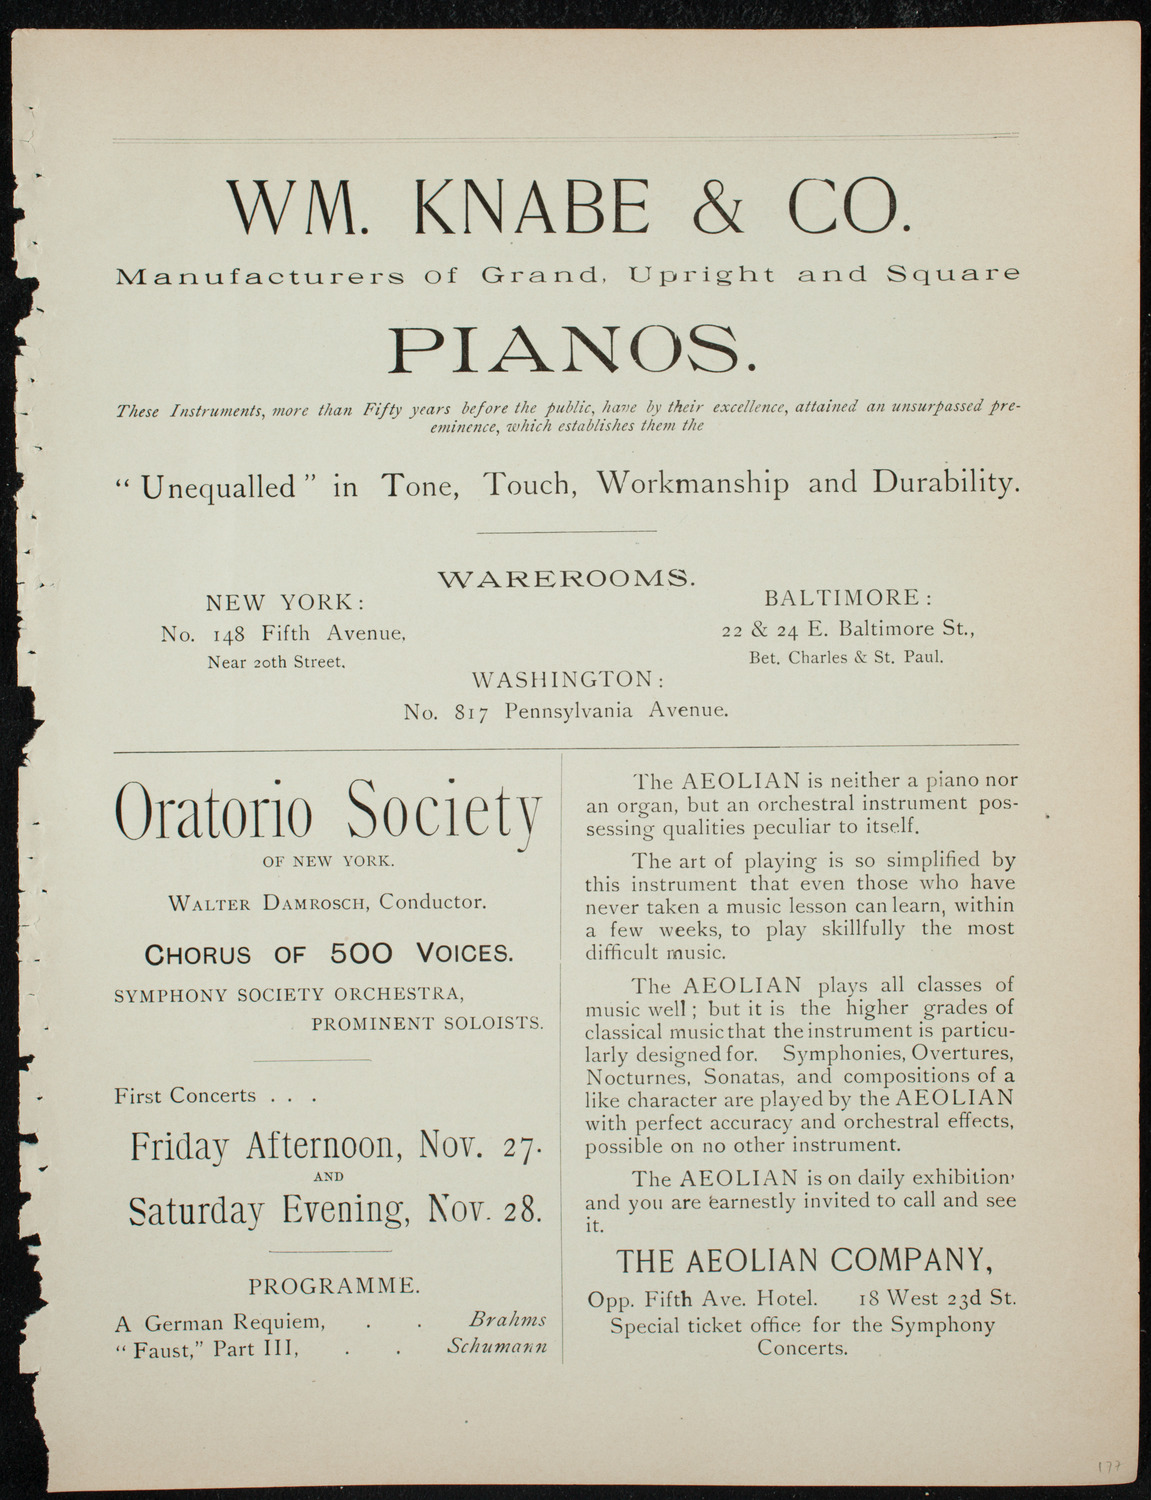 WM. KNABE & CO.
Manufacturers of Grand, Upright and Square
PIANOS.
These Instruments, more than Fifty years before the public, have by their excellence, attained an unsurpassed pre-
eminence, which establishes them the
“ Unequalled ” in Tone, Touch, Workmanship and Durability.
WAREROOMS.
NEW YORK:
No. 148 Fifth Avenue,
Near 20th Street.
BALTIMORE:
22 & 24 E. Baltimore St.,
Bet. Charles & St. Paul.
WASHINGTON:
No. 817 Pennsylvania Avenue.
Oratorio Society
OF NEW YORK.
WALTER DAMROSCH, Conductor.
CHORUS OF 500 VOICES.
SYMPHONY SOCIETY ORCHESTRA,
PROMINENT SOLOISTS.
First Concerts . . .
Friday Afternoon, Nov. 27.
AND
Saturday Evening, Nov. 28.
PROGRAMME.
A German Requiem, . . Brahms
“ Faust,” Part III, . . Schumann
The AEOLIAN is neither a piano nor
an organ, but an orchestral instrument pos-
sessing qualities peculiar to itself.
The art of playing is so simplified by
this instrument that even those who have
never taken a music lesson can learn, within
a few weeks, to play skillfully the most
difficult music.
The AEOLIAN plays all classes of
music well ; but it is the higher grades of
classical music that the instrument is particu-
larly designed for. Symphonies, Overtures,
Nocturnes, Sonatas, and compositions of a
like character are played by the AEOLIAN
with perfect accuracy and orchestral effects,
possible on no other instrument.
The AEOLIAN is on daily exhibition,
and you are earnestly invited to call and see
it.
THE AEOLIAN COMPANY,
Opp. Fifth Ave. Hotel. 18 West 23d St.
Special ticket office for the Symphony
Concerts.
177